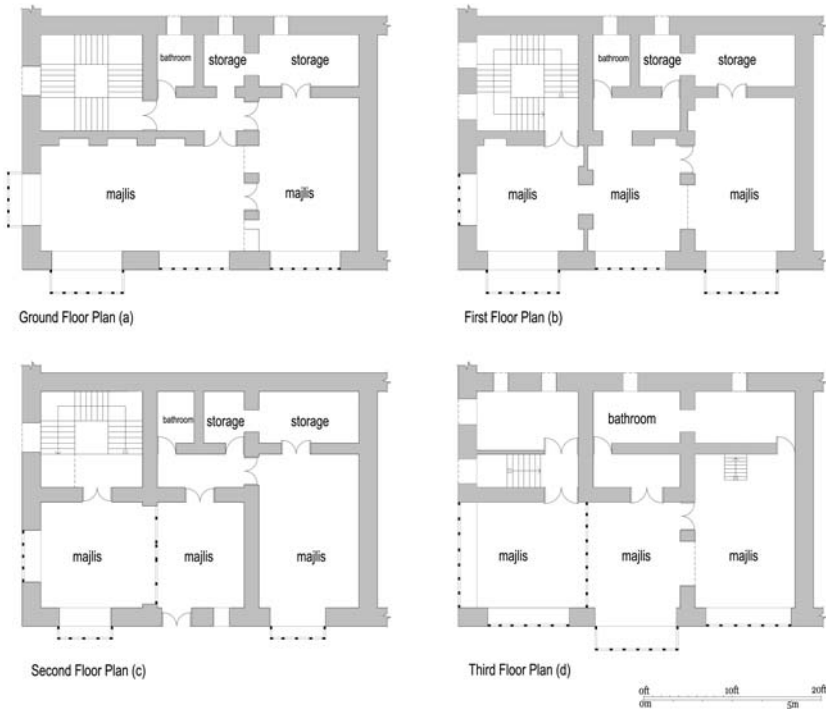 bathroom
storage
storage
majlis
majlis
Ground Floor Plan (a)
bathroom
storage
storage
majlis
majlis
majlis
First Floor Plan (b)
bathroom
storage
storage
majlis
majlis
majlis
Second Floor Plan (c)
bathroom
majlis
majlis
majlis
Third Floor Plan (d)
0ft 10ft 20ft
0m 5m